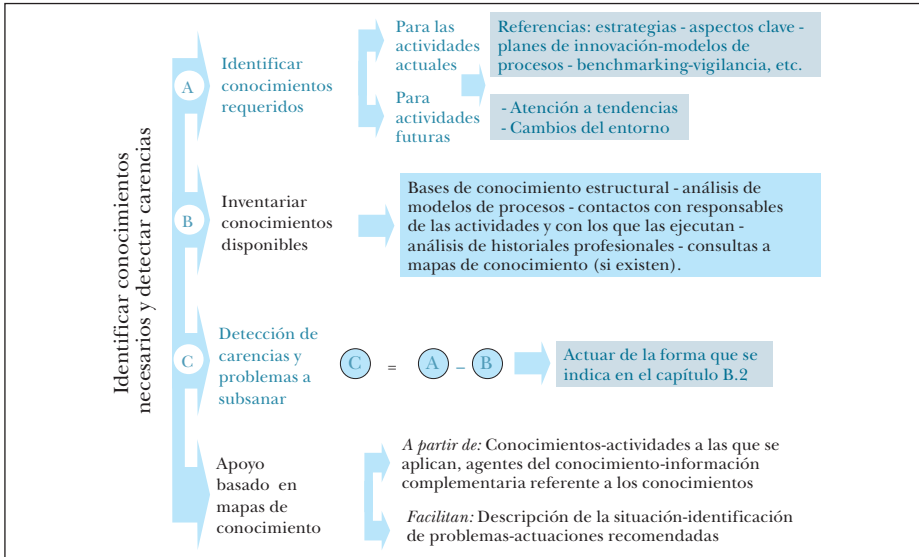 Identificar conocimientos
necesarios y detectar carencias
A
Identificar
conocimientos
requeridos
Para las
actividades
actuales
Para
actividades
futuras
Referencias: estrategias - aspectos clave -
planes de innovación-modelos de
procesos - benchmarking-vigilancia, etc.
- Atención a tendencias
- Cambios del entorno
B
Inventariar
conocimientos
disponibles
Bases de conocimiento estructural - análisis de
modelos de procesos - contactos con responsables
de las actividades y con los que las ejecutan -
análisis de historiales profesionales - consultas a
mapas de conocimiento (si existen).
C
Detección de
carencias y
problemas a
subsanar
C = A – B
Actuar de la forma que se
indica en el capítulo B.2
Apoyo
basado en
mapas de
conocimiento
A partir de: Conocimientos-actividades a las que se
aplican, agentes del conocimiento-información
complementaria referente a los conocimientos
Facilitan: Descripción de la situación-identificación
de problemas-actuaciones recomendadas